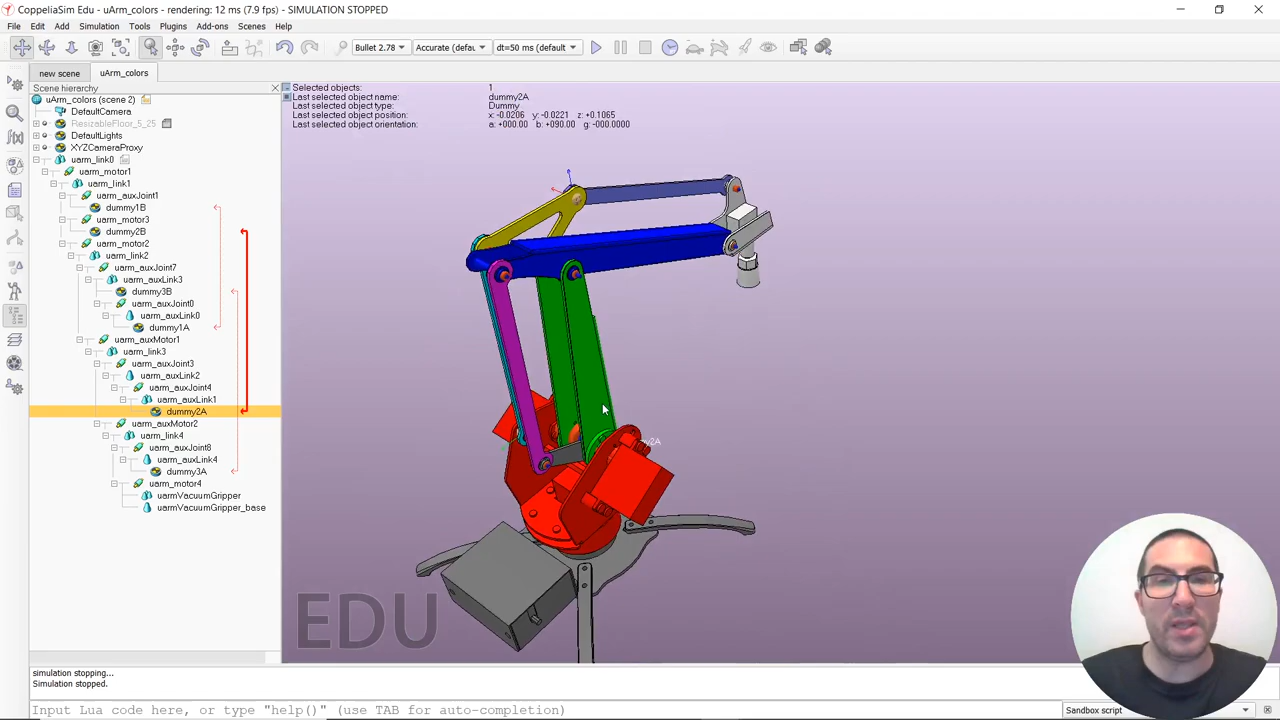 CoppeliaSim Edu - uArm_colors - rendering: 12 ms (7.9 fps) - SIMULATION STOPPED
File Edit Add Simulation Tools Plugins Add-ons Scenes Help
Bullet 2.78 Accurate (defau dt=50 ms (default)
new scene uArm_colors
Scene hierarchy
uArm_colors (scene 2)
DefaultCamera
ResizableFloor_5_25
DefaultLights
XYZCameraProxy
uarm_link0
uarm_motor1
uarm_link1
uarm_auxJoint1
dummy1B
uarm_motor3
dummy2B
uarm_motor2
uarm_link2
uarm_auxJoint7
uarm_auxLink3
dummy3B
uarm_auxJoint0
uarm_auxLink0
dummy1A
uarm_auxMotor1
uarm_link3
uarm_auxJoint3
uarm_auxLink2
uarm_auxJoint4
uarm_auxLink1
dummy2A
uarm_auxMotor2
uarm_link4
uarm_auxJoint8
uarm_auxLink4
dummy3A
uarm_motor4
uarmVacuumGripper
uarmVacuumGripper_base
Selected objects: 1
Last selected object name: dummy2A
Last selected object type: Dummy
Last selected object position: x: -0.0206 y: -0.0221 z: +0.1065
Last selected object orientation: a: +000.00 b: +090.00 g: -000.0000
EDU
simulation stopping...
Simulation stopped.
Input Lua code here, or type "help()" (use TAB for auto-completion)
Sandbox script